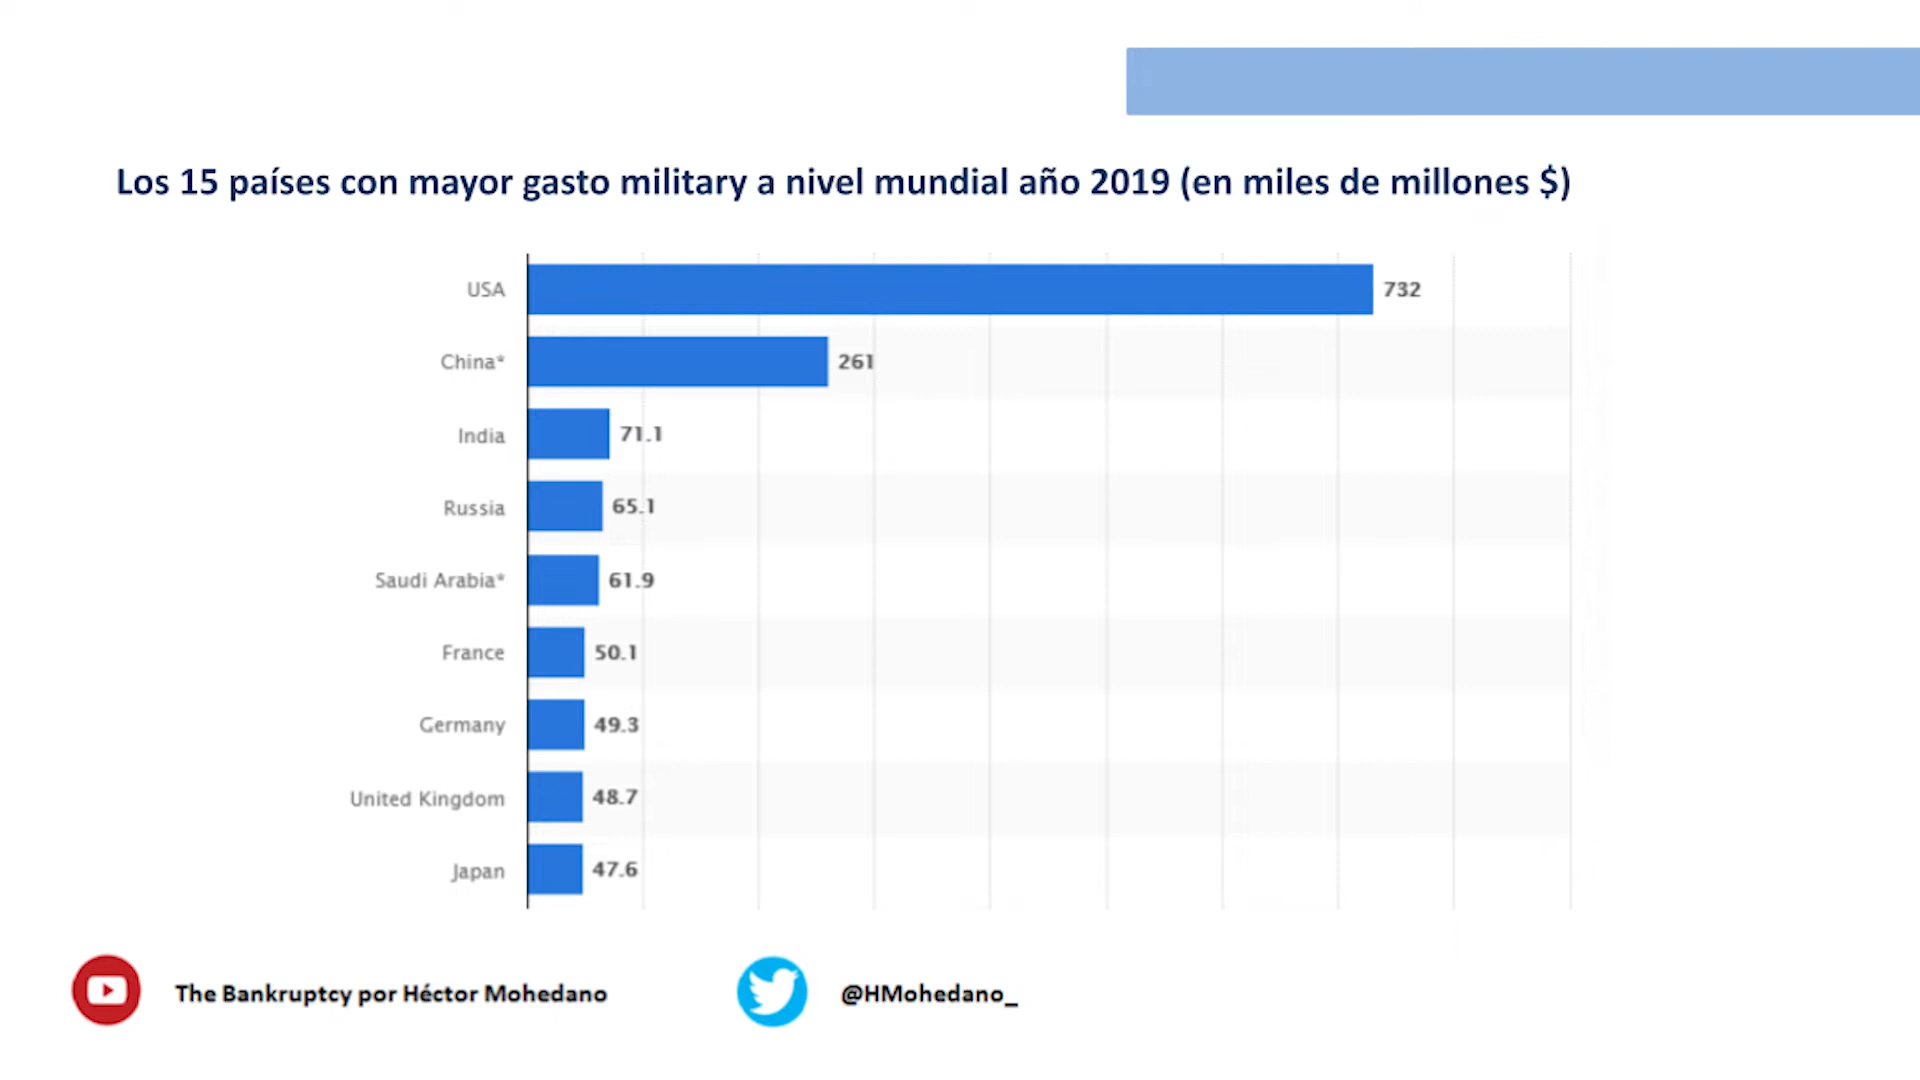 Los 15 países con mayor gasto military a nivel mundial año 2019 (en miles de millones $)
USA 732
China* 261
India 71.1
Russia 65.1
Saudi Arabia* 61.9
France 50.1
Germany 49.3
United Kingdom 48.7
Japan 47.6
The Bankruptcy por Héctor Mohedano @HMohedano_